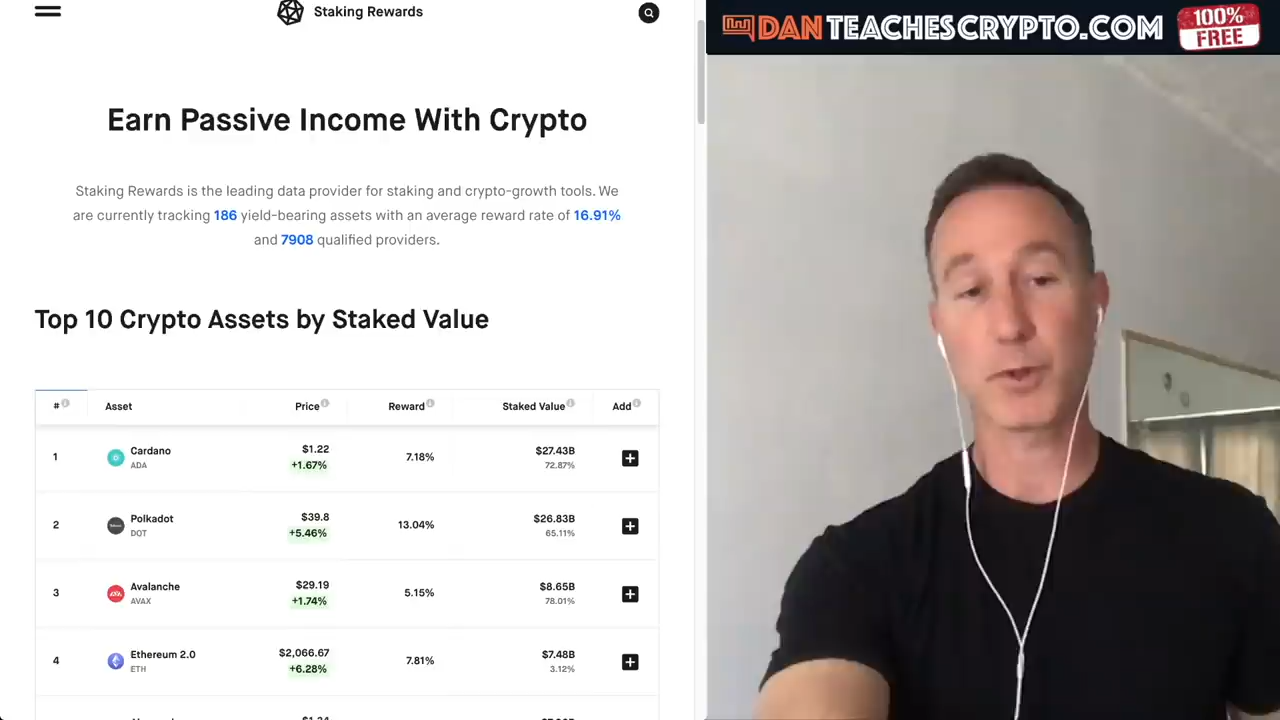 Staking Rewards
Earn Passive Income With Crypto
Staking Rewards is the leading data provider for staking and crypto-growth tools. We
are currently tracking 186 yield-bearing assets with an average reward rate of 16.91%
and 7908 qualified providers.
Top 10 Crypto Assets by Staked Value
# Asset Price Reward Staked Value Add
1 Cardano ADA $1.22 +1.67% 7.18% $27.43B 72.87%
2 Polkadot DOT $39.8 +5.46% 13.04% $26.83B 65.11%
3 Avalanche AVAX $29.19 +1.74% 5.15% $8.65B 78.01%
4 Ethereum 2.0 ETH $2,066.67 +6.28% 7.81% $7.48B 3.12%
DANTEACHESCRYPTO.COM
100%
FREE